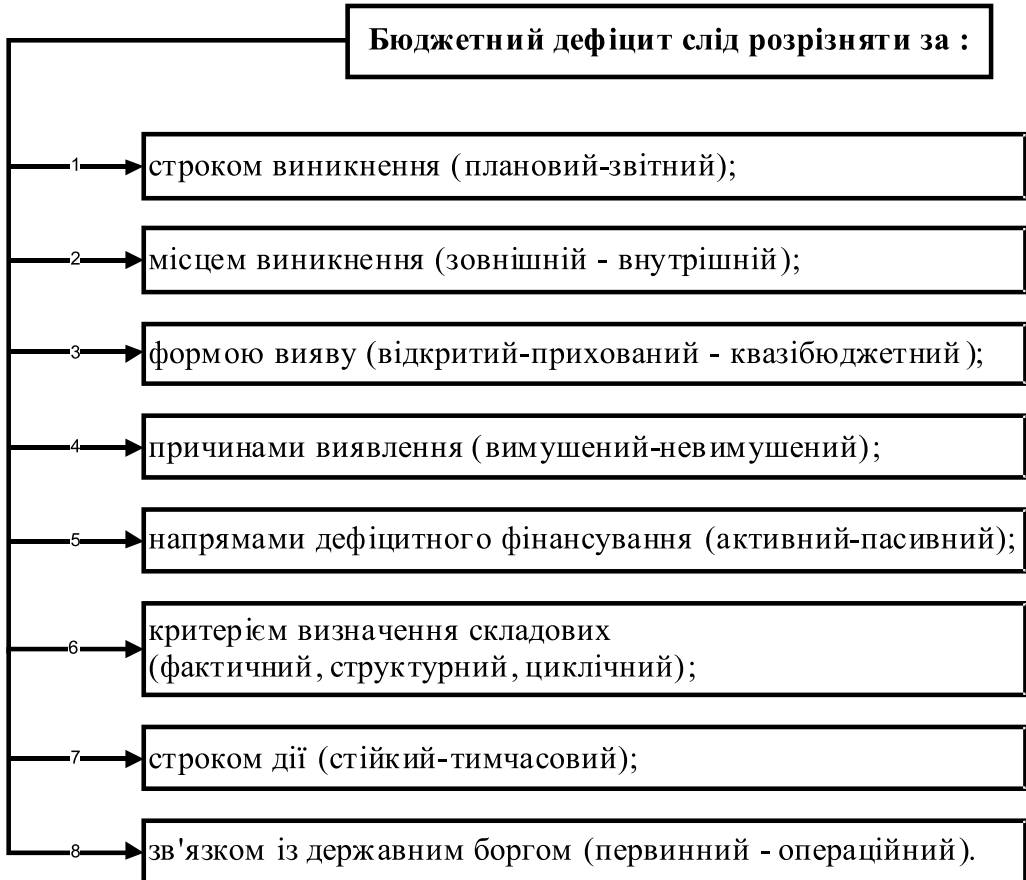 Бюджетний дефіцит слід розрізняти за :
1 строком виникнення (плановий-звітний);
2 місцем виникнення (зовнішній - внутрішній);
3 формою вияву (відкритий-прихований - квазібюджетний);
4 причинами виявлення (вимушений-невимушений);
5 напрямами дефіцитного фінансування (активний-пасивний);
6 критерієм визначення складових
(фактичний, структурний, циклічний);
7 строком дії (стійкий-тимчасовий);
8 зв'язком із державним боргом (первинний - операційний).